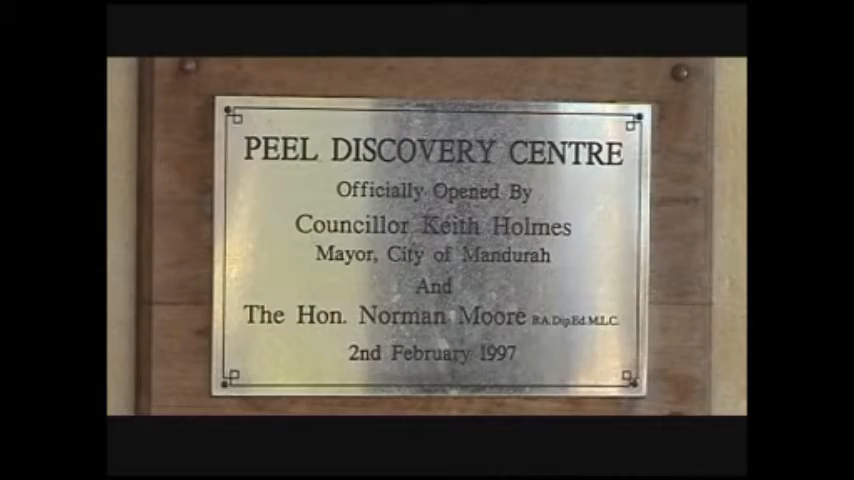 PEEL DISCOVERY CENTRE
Officially Opened By
Councillor Keith Holmes
Mayor, City of Mandurah
And
The Hon. Norman Moore B.A.Dip.Ed.M.L.C.
2nd February 1997